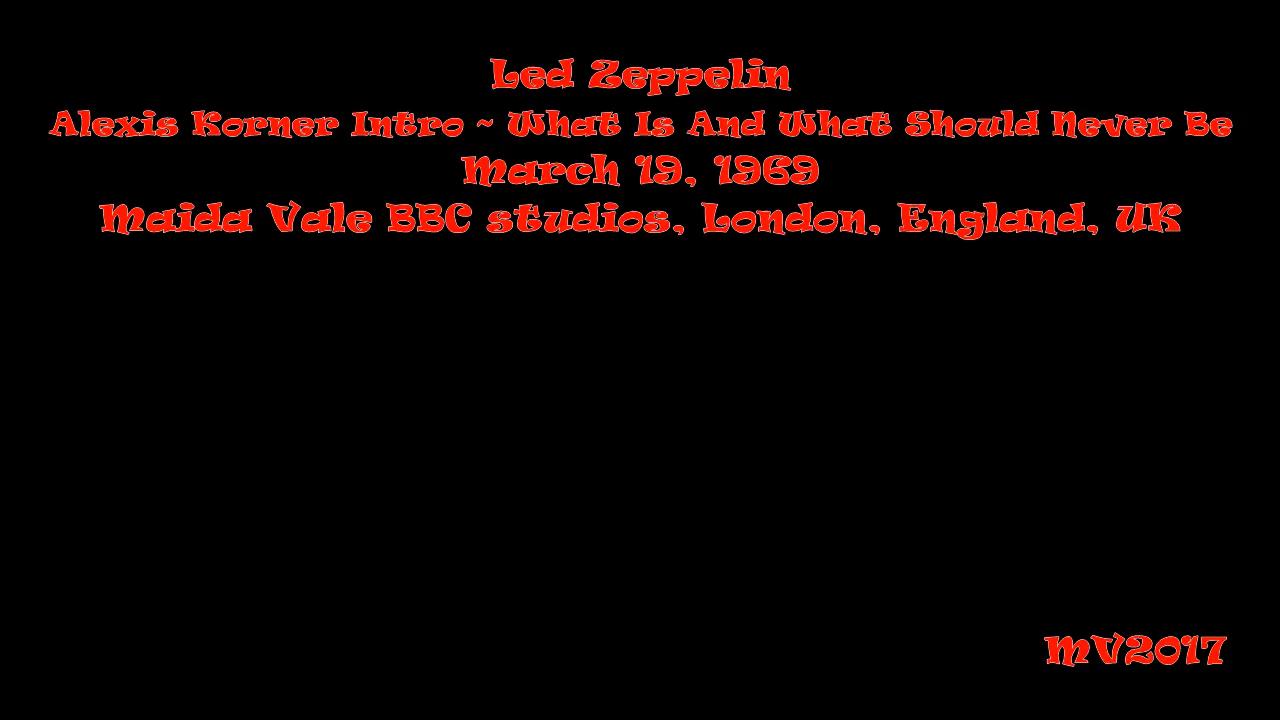 Led Zeppelin
Alexis Korner Intro ~ What Is And What Should Never Be
March 19, 1969
Maida Vale BBC studios, London, England, UK
MV2017